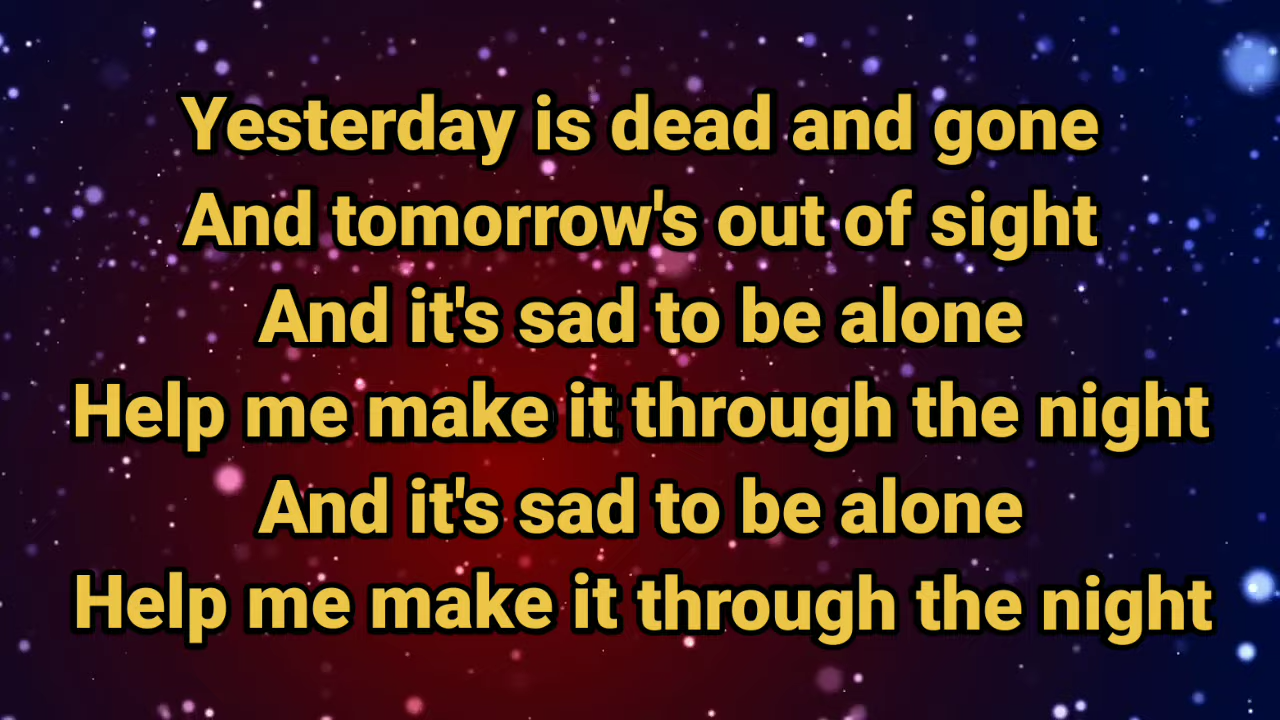 Yesterday is dead and gone
And tomorrow's out of sight
And it's sad to be alone
Help me make it through the night
And it's sad to be alone
Help me make it through the night